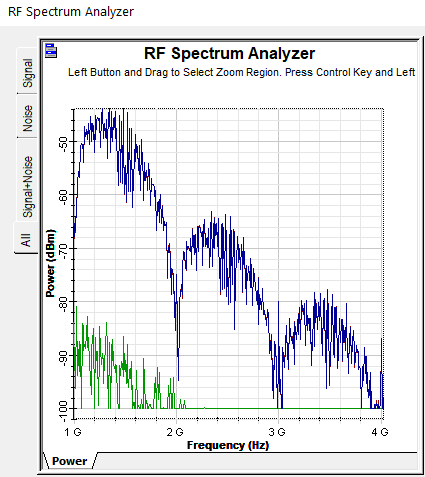 RF Spectrum Analyzer
RF Spectrum Analyzer
Left Button and Drag to Select Zoom Region. Press Control Key and Left
Signal
Noise
Signal+Noise
All
Power (dBm)
-50
-60
-70
-80
-90
-100
1 G 2 G 3 G 4 G
Frequency (Hz)
Power